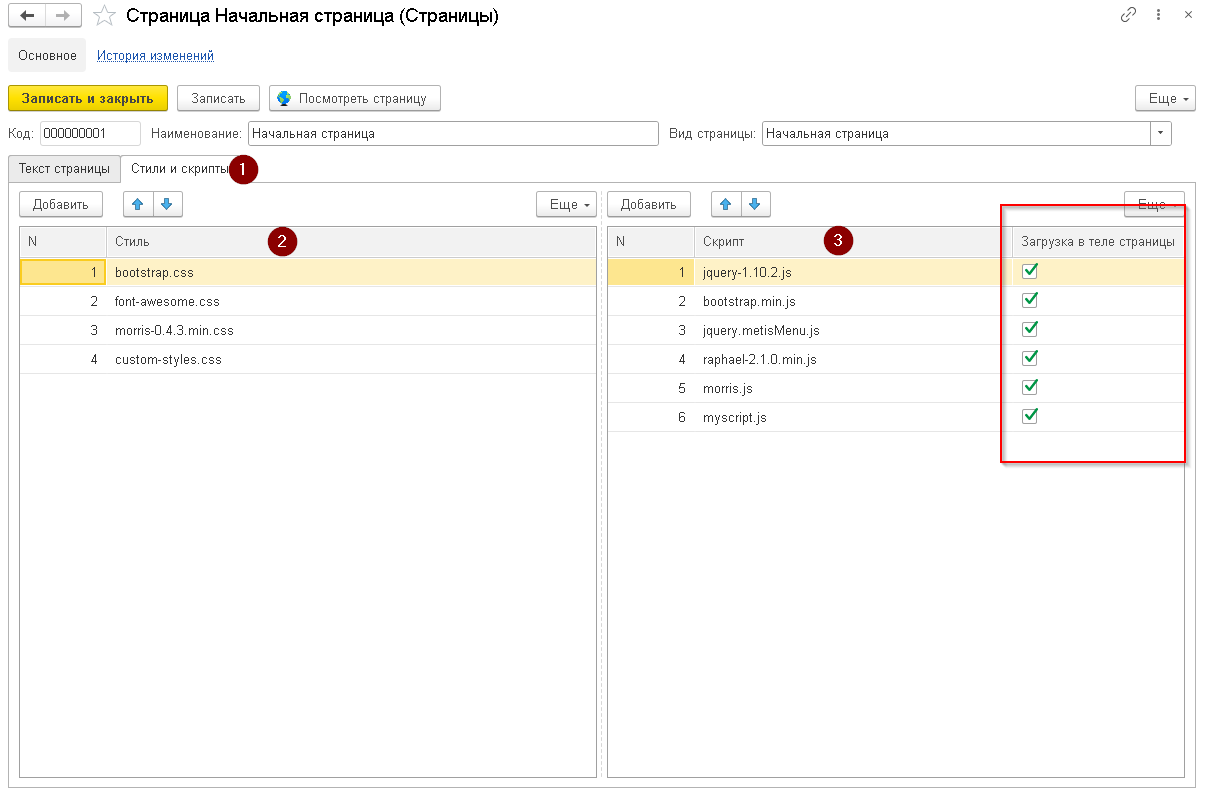 Страница Начальная страница (Страницы)
Основное История изменений
Записать и закрыть Записать Посмотреть страницу Еще
Код: 000000001 Наименование: Начальная страница Вид страницы: Начальная страница
Текст страницы Стили и скрипты 1
Добавить Еще Добавить Еще
N Стиль 2 N Скрипт 3 Загрузка в теле страницы
1 bootstrap.css 1 jquery-1.10.2.js
2 font-awesome.css 2 bootstrap.min.js
3 morris-0.4.3.min.css 3 jquery.metisMenu.js
4 custom-styles.css 4 raphael-2.1.0.min.js
5 morris.js
6 myscript.js